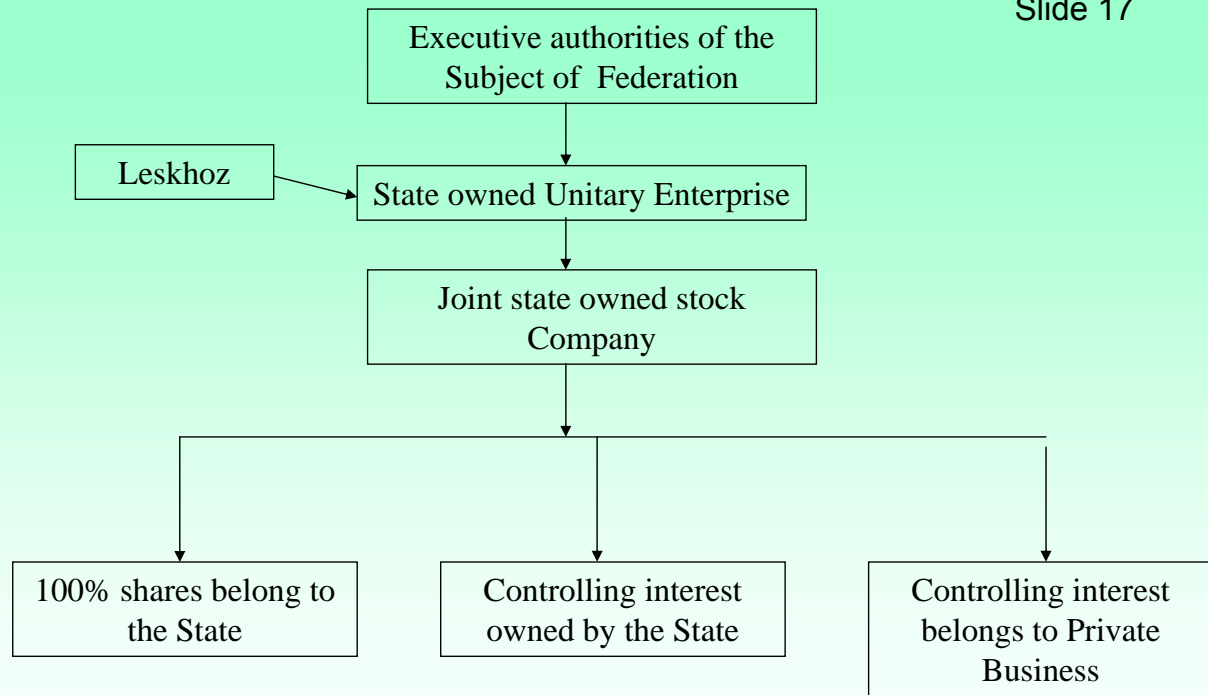 Slide 17
Executive authorities of the
Subject of Federation
Leskhoz
State owned Unitary Enterprise
Joint state owned stock
Company
100% shares belong to
the State
Controlling interest
owned by the State
Controlling interest
belongs to Private
Business